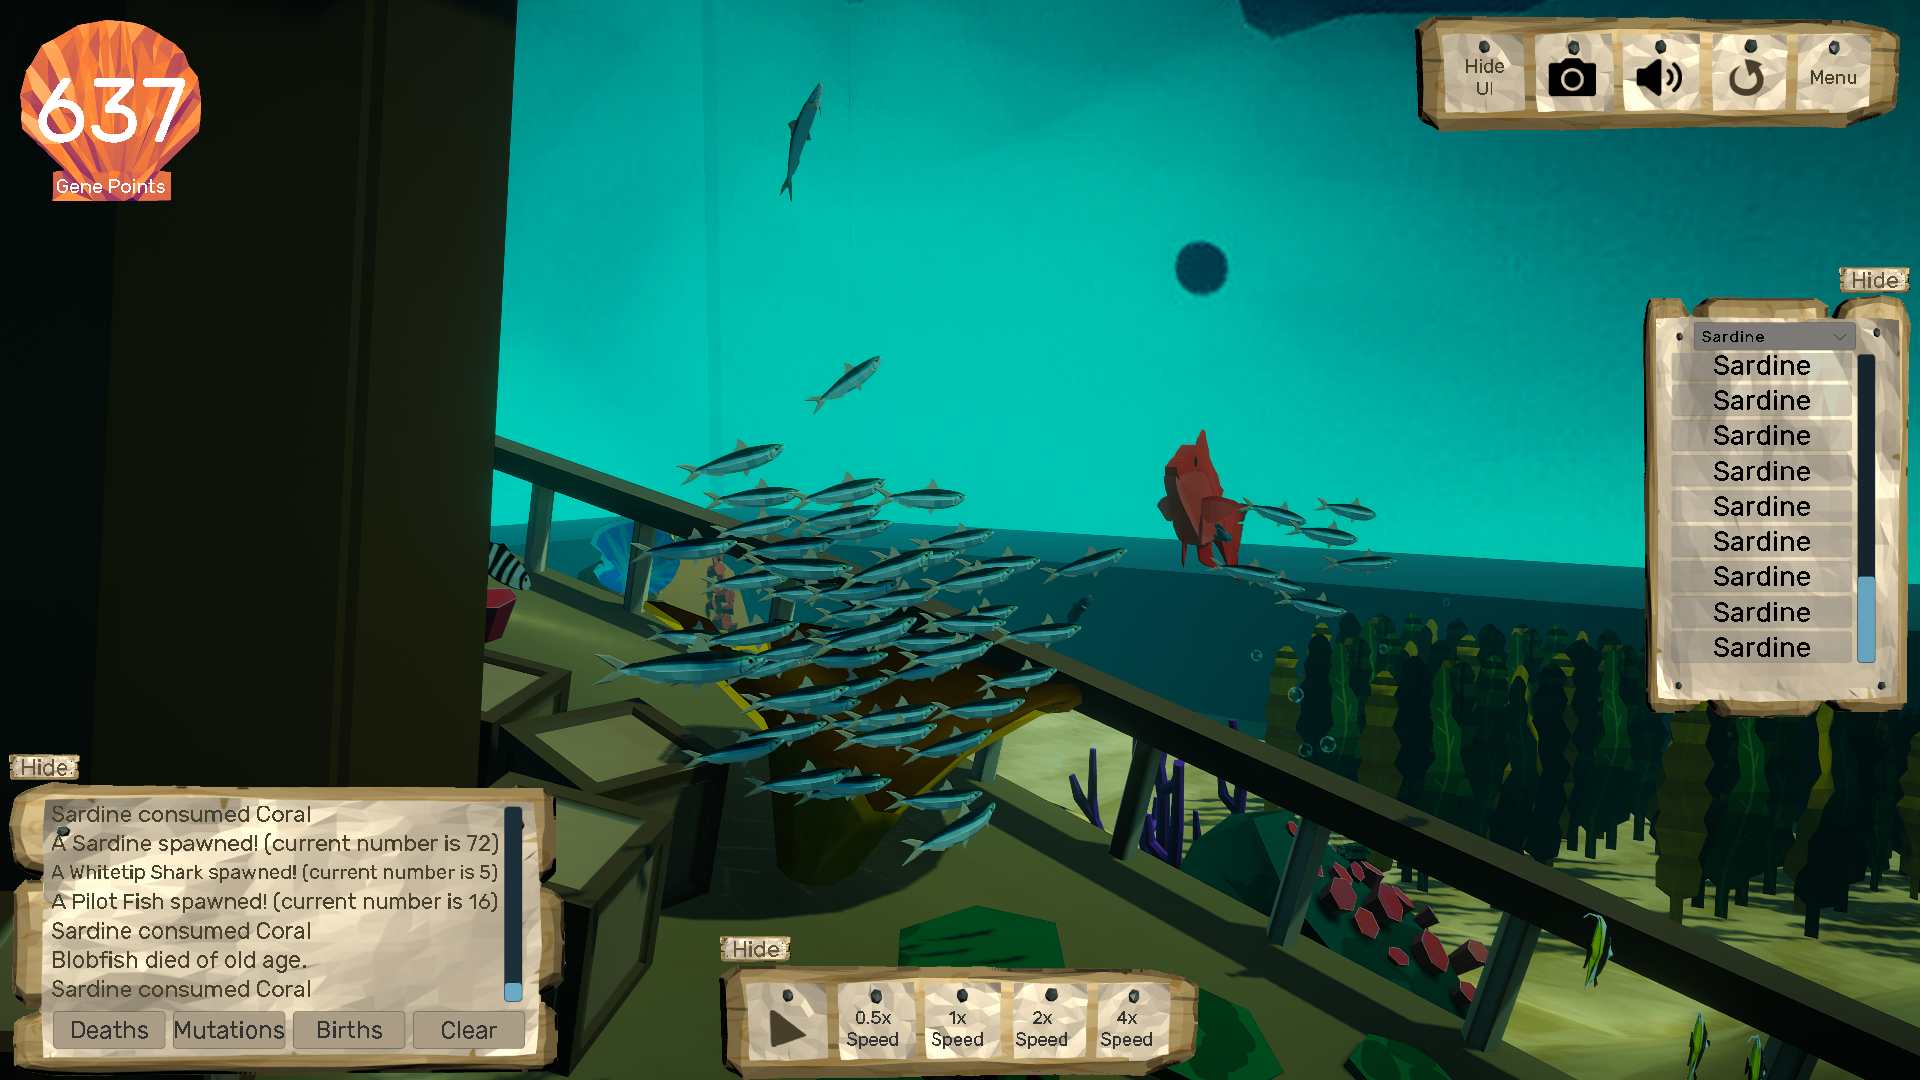 637
Gene Points
Hide
UI
Menu
Hide
Sardine
Sardine
Sardine
Sardine
Sardine
Sardine
Sardine
Sardine
Sardine
Sardine
Hide
Sardine consumed Coral
A Sardine spawned! (current number is 72)
A Whitetip Shark spawned! (current number is 5)
A Pilot Fish spawned! (current number is 16)
Sardine consumed Coral
Blobfish died of old age.
Sardine consumed Coral
Deaths Mutations Births Clear
Hide
0.5x Speed
1x Speed
2x Speed
4x Speed